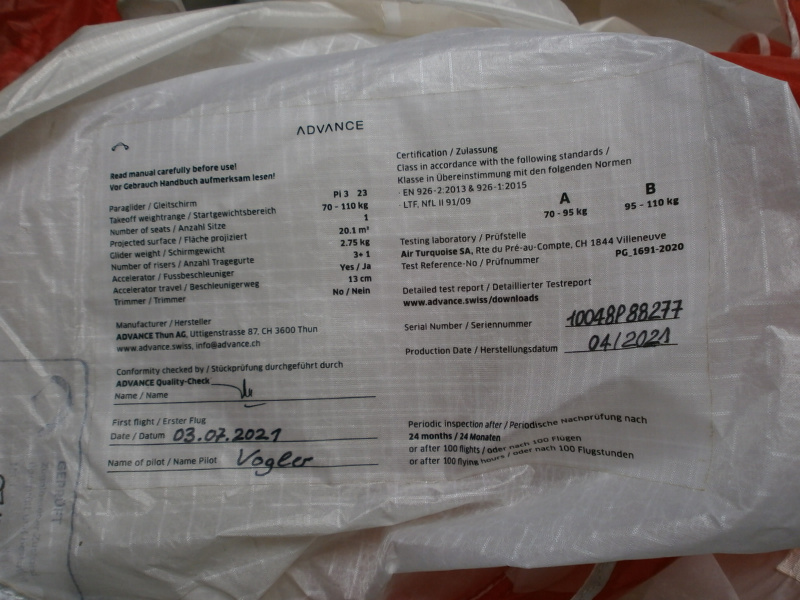 ADVANCE
Read manual carefully before use!
Vor Gebrauch Handbuch aufmerksam lesen!
Paraglider / Gleitschirm Pi 3 23
Takeoff weightrange / Startgewichtsbereich 70 - 110 kg
Number of seats / Anzahl Sitze 1
Projected surface / Fläche projiziert 20.1 m²
Glider weight / Schirmgewicht 2.75 kg
Number of risers / Anzahl Tragegurte 3+1
Accelerator / Fussbeschleuniger Yes / Ja
Accelerator travel / Beschleunigerweg 13 cm
Trimmer / Trimmer No / Nein
Manufacturer / Hersteller
ADVANCE Thun AG, Uttigenstrasse 87, CH 3600 Thun
www.advance.swiss, info@advance.ch
Conformity checked by / Stückprüfung durchgeführt durch
ADVANCE Quality-Check
Name / Name
First flight / Erster Flug
Date / Datum 03.07.2021
Name of pilot / Name Pilot Vogler
Certification / Zulassung
Class in accordance with the following standards /
Klasse in Übereinstimmung mit den folgenden Normen
· EN 926-2:2013 & 926-1:2015
· LTF. NfL II 91/09
A B
70 - 95 kg 95 - 110 kg
Testing laboratory / Prüfstelle
Air Turquoise SA, Rte du Pré-au-Compte, CH 1844 Villeneuve
Test Reference-No / Prüfnummer PG_1691-2020
Detailed test report / Detaillierter Testreport
www.advance.swiss/downloads
Serial Number / Seriennummer 10048P88277
Production Date / Herstellungsdatum 04/2021
Periodic inspection after / Periodische Nachprüfung nach
24 months / 24 Monaten
or after 100 flights / oder nach 100 Flügen
or after 100 flying hours / oder nach 100 Flugstunden
GEPRÜFT